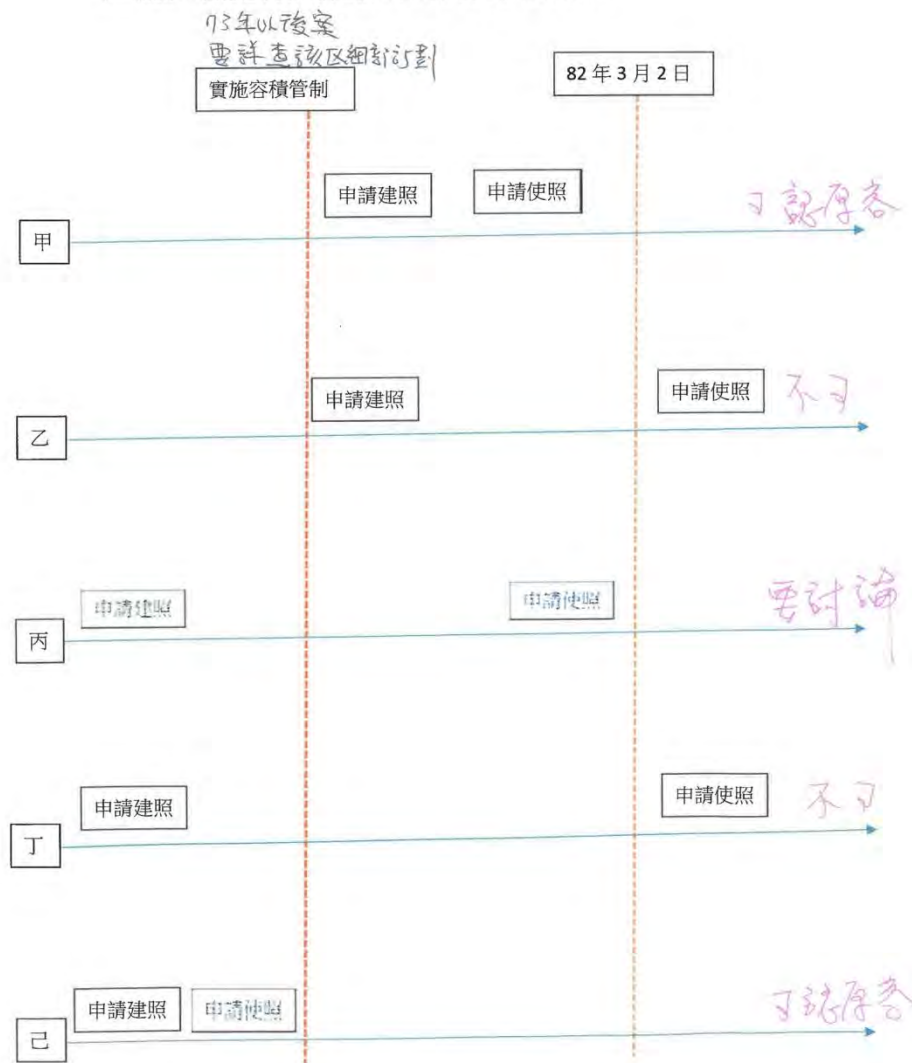 73年以後案
要詳查該区細部計劃
實施容積管制
82年3月2日
申請建照
申請使照
可認原容
甲
申請建照
申請使照
不可
乙
申請建照
申請使照
要討論
丙
申請建照
申請使照
不可
丁
申請建照
申請使照
可認原容
己